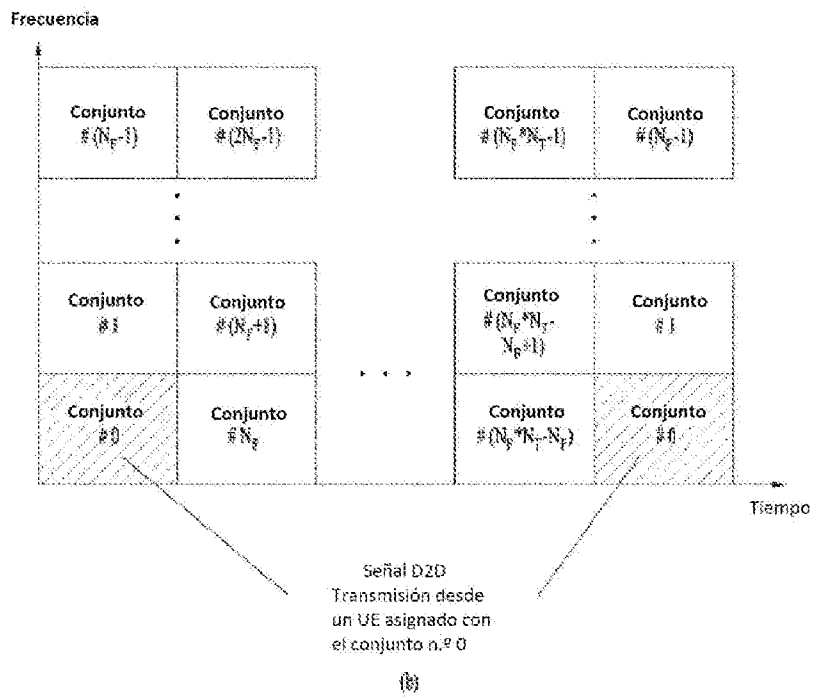 Frecuencia
Conjunto
#(N_F-1)
Conjunto
#(2N_F-1)
Conjunto
#(N_F*N_T-1)
Conjunto
#(N_F-1)
Conjunto
#1
Conjunto
#(N_F+1)
Conjunto
#(N_F*N_T-
N_F+1)
Conjunto
#1
Conjunto
#0
Conjunto
#N_F
Conjunto
#(N_F*N_T-N_F)
Conjunto
#0
Tiempo
Señal D2D
Transmisión desde
un UE asignado con
el conjunto n.º 0
(b)